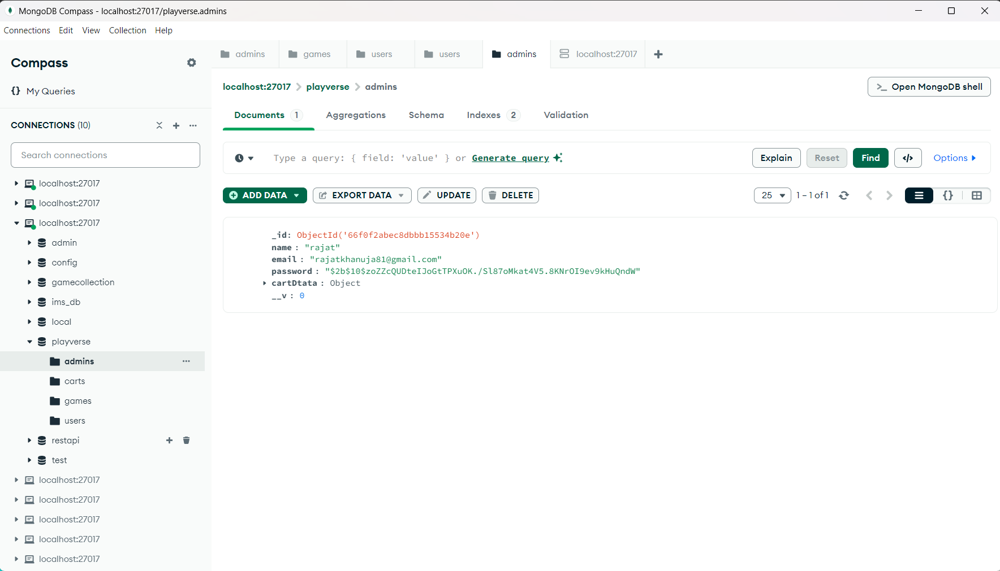 MongoDB Compass - localhost:27017/playverse.admins
Connections Edit View Collection Help
Compass
My Queries
CONNECTIONS (10)
Search connections
localhost:27017
localhost:27017
localhost:27017
admin
config
gamecollection
ims_db
local
playverse
admins
carts
games
users
restapi
test
localhost:27017
localhost:27017
localhost:27017
localhost:27017
localhost:27017
admins games users users admins localhost:27017
localhost:27017 playverse admins
>_ Open MongoDB shell
Documents 1 Aggregations Schema Indexes 2 Validation
Type a query: { field: 'value' } or Generate query Explain Reset Find </> Options
ADD DATA EXPORT DATA UPDATE DELETE 25 1 – 1 of 1 {}
_id: ObjectId('66f0f2abec8dbbb15534b20e')
name : "rajat"
email : "rajatkhanuja81@gmail.com"
password : "$2b$10$zoZZcQUDteIJoGtTPXuOK./Sl87oMkat4V5.8KNrOI9ev9kHuQndW"
cartDtata : Object
__v : 0